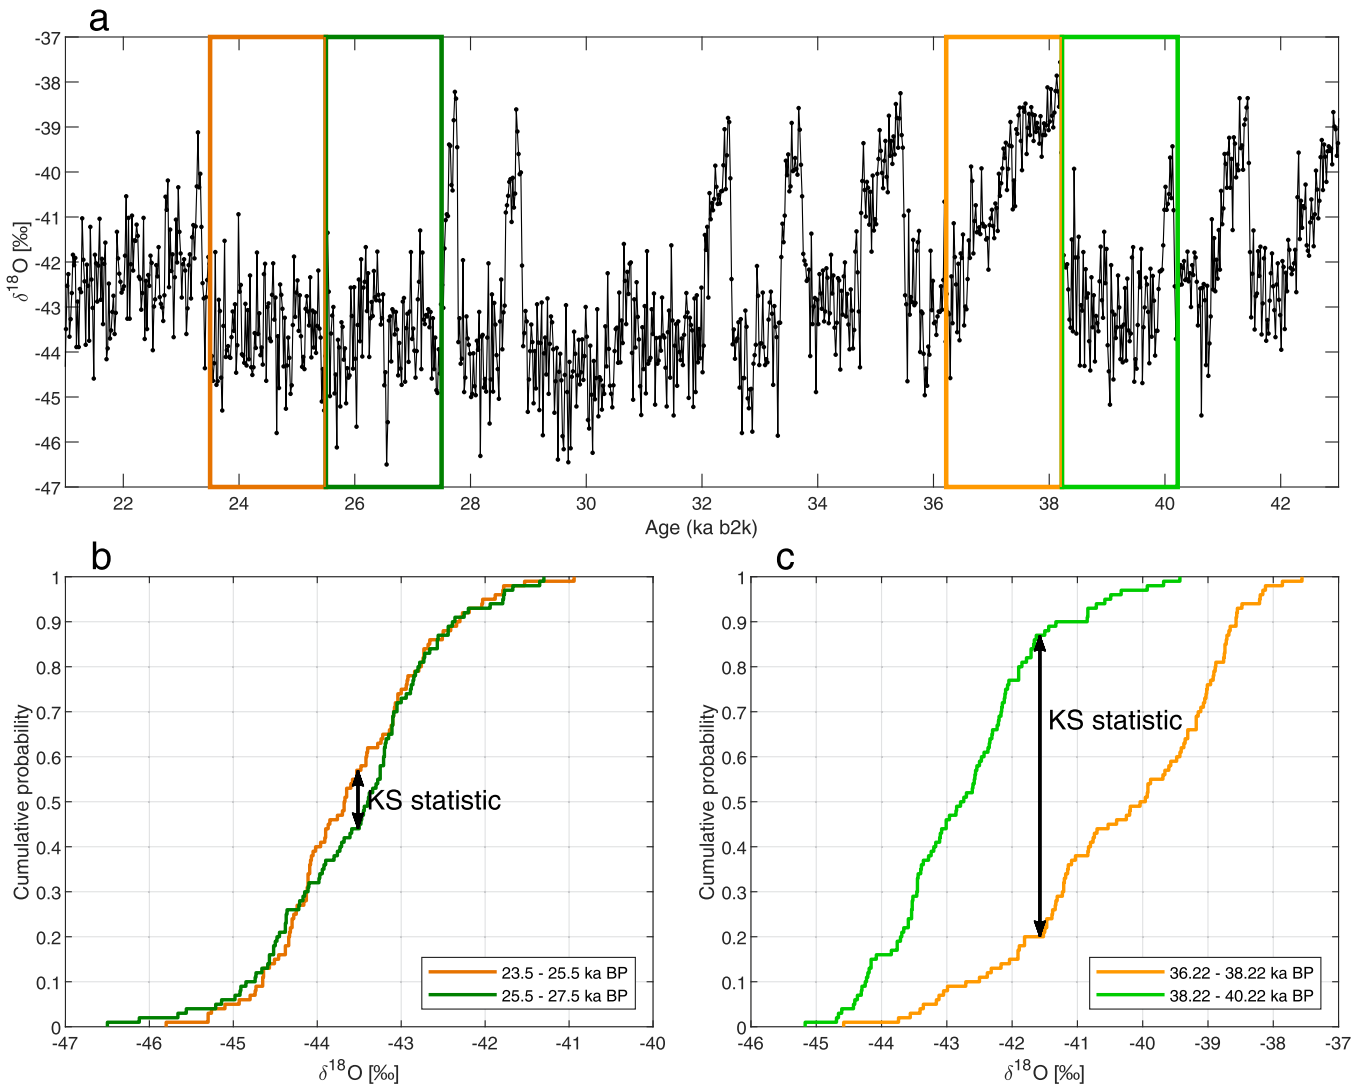 a
-37
-38
-39
-40
-41
-42
-43
-44
-45
-46
-47
δ18O [‰]
22 24 26 28 30 32 34 36 38 40 42
Age (ka b2k)
b
1
0.9
0.8
0.7
0.6
0.5
0.4
0.3
0.2
0.1
0
Cumulative probability
KS statistic
23.5 - 25.5 ka BP
25.5 - 27.5 ka BP
-47 -46 -45 -44 -43 -42 -41 -40
δ18O [‰]
c
1
0.9
0.8
0.7
0.6
0.5
0.4
0.3
0.2
0.1
0
Cumulative probability
KS statistic
36.22 - 38.22 ka BP
38.22 - 40.22 ka BP
-46 -45 -44 -43 -42 -41 -40 -39 -38 -37
δ18O [‰]